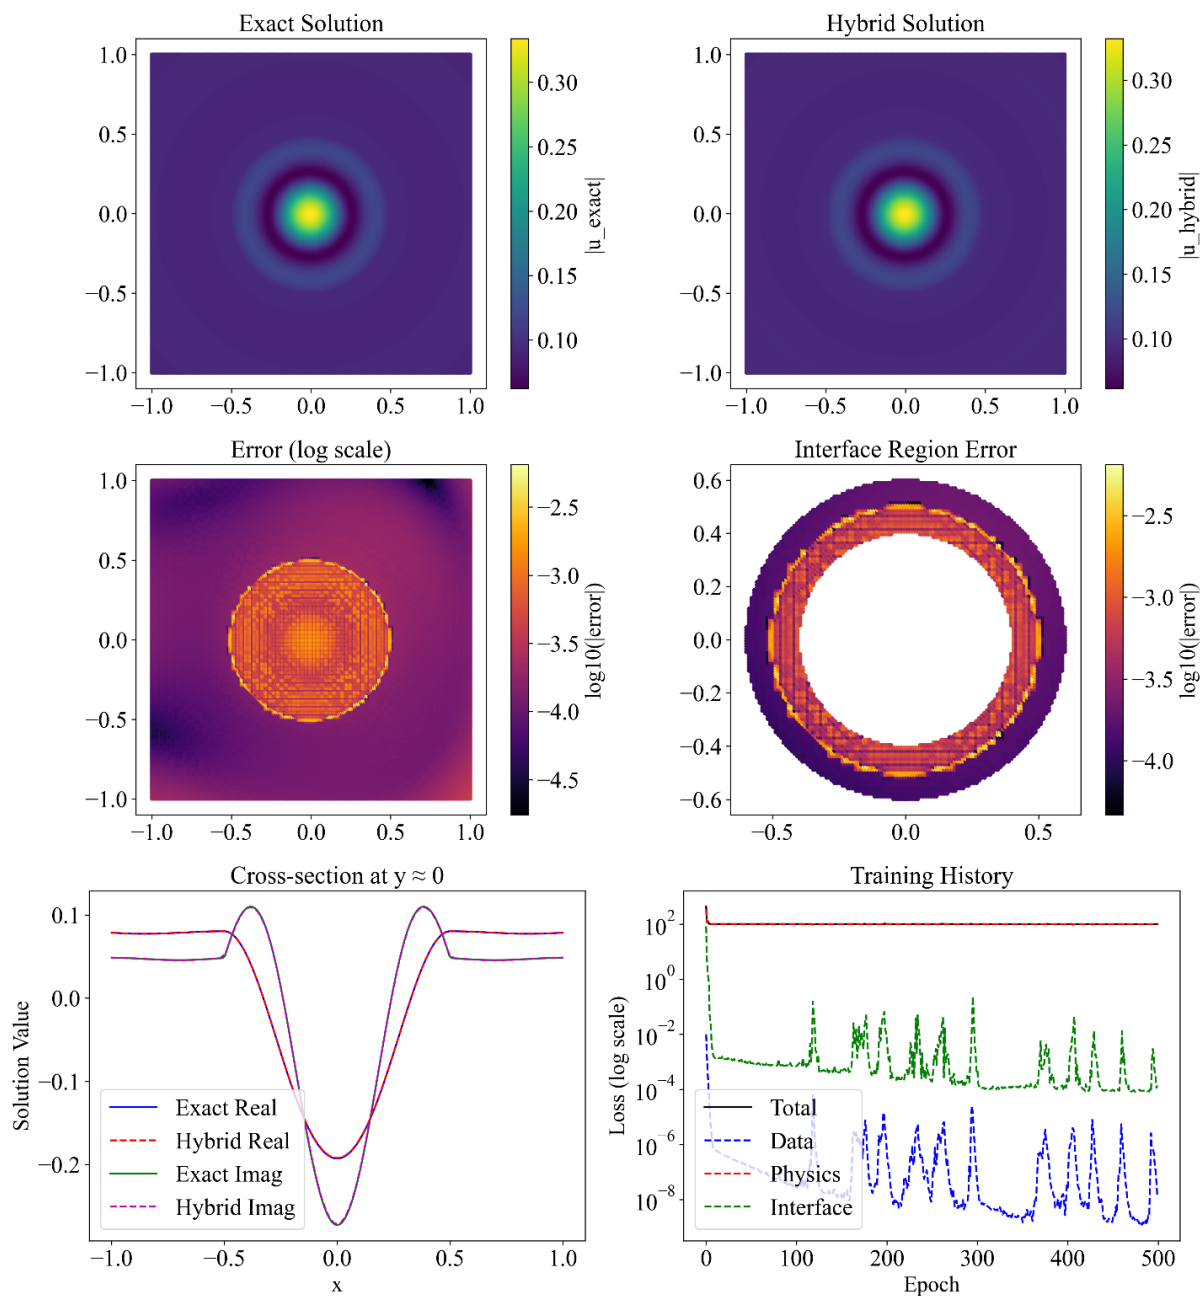 Exact Solution
1.0
0.5
0.0
−0.5
−1.0
−1.0 −0.5 0.0 0.5 1.0
0.30
0.25
0.20
0.15
0.10
|u_exact|
Hybrid Solution
1.0
0.5
0.0
−0.5
−1.0
−1.0 −0.5 0.0 0.5 1.0
0.30
0.25
0.20
0.15
0.10
|u_hybrid|
Error (log scale)
1.0
0.5
0.0
−0.5
−1.0
−1.0 −0.5 0.0 0.5 1.0
−2.5
−3.0
−3.5
−4.0
−4.5
log10(|error|)
Interface Region Error
0.6
0.4
0.2
0.0
−0.2
−0.4
−0.6
−0.5 0.0 0.5
−2.5
−3.0
−3.5
−4.0
log10(|error|)
Cross-section at y ≈ 0
Solution Value
0.1
0.0
−0.1
−0.2
Exact Real
Hybrid Real
Exact Imag
Hybrid Imag
−1.0 −0.5 0.0 0.5 1.0
x
Training History
Loss (log scale)
10²
10⁰
10⁻²
10⁻⁴
10⁻⁶
10⁻⁸
Total
Data
Physics
Interface
0 100 200 300 400 500
Epoch